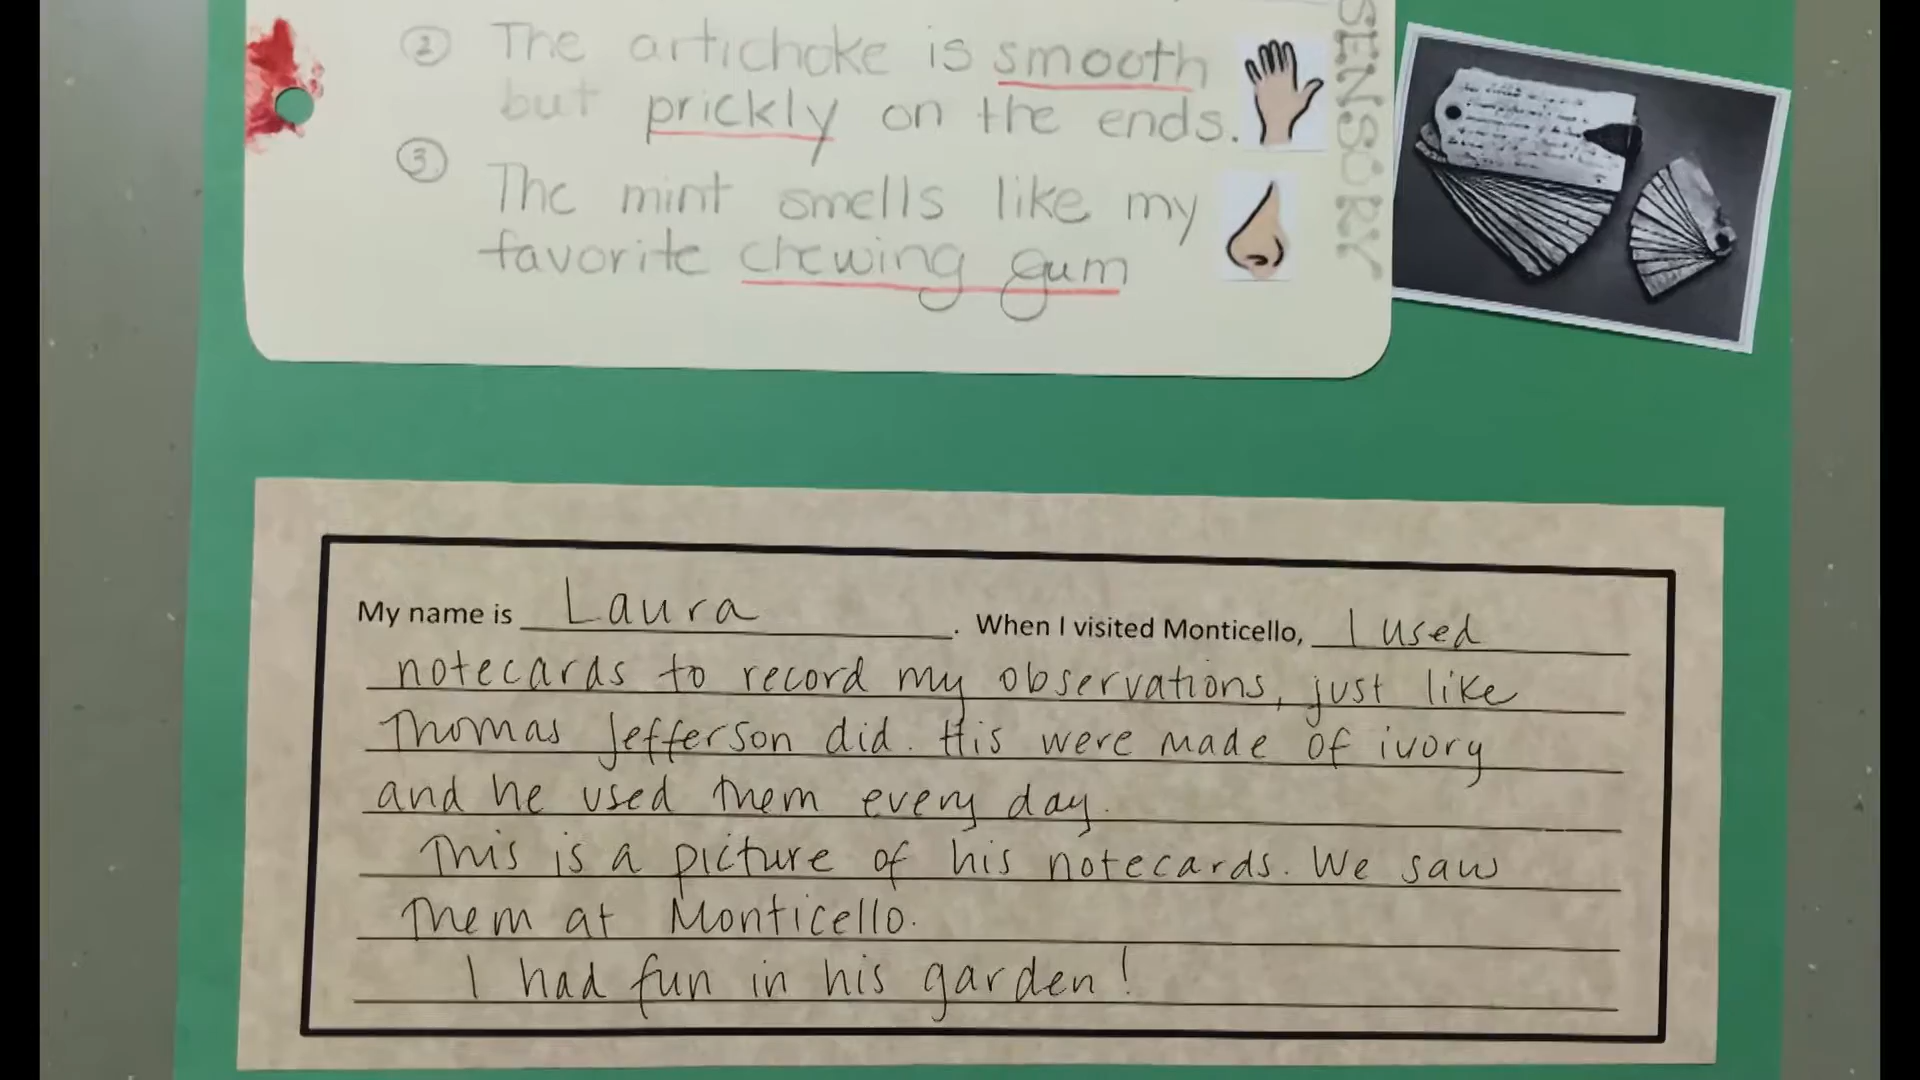 ② The artichoke is smooth
but prickly on the ends.
③ The mint smells like my
favorite chewing gum
SENSORY
My name is Laura. When I visited Monticello, I used
notecards to record my observations, just like
Thomas Jefferson did. His were made of ivory
and he used them every day.
This is a picture of his notecards. We saw
them at Monticello.
I had fun in his garden!